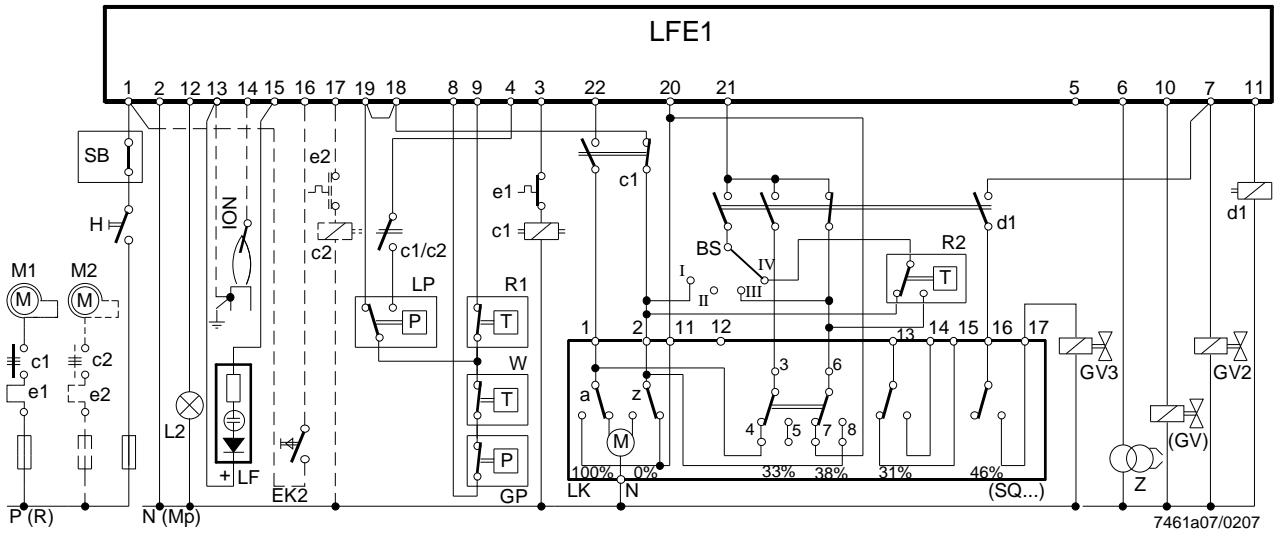 LFE1
1 2 12 13 14 15 16 17 19 18 8 9 4 3 22 20 21 5 6 10 7 11
SB
e2
c1
e1
d1
H
ION
c2
c1/c2
c1
d1
BS
R2
I
IV
T
M1
M2
LP
R1
II
III
M
M
P
T
1 2 11 12 13 14 15 16 17
W
c1
c2
3
6
GV3
GV2
e1
e2
a
z
T
L2
M
4 5 7 8
(GV)
P
100% 0% 33% 38% 31% 46%
+ LF
EK2
GP
LK
N
(SQ...)
Z
P (R)
N (Mp)
7461a07/0207